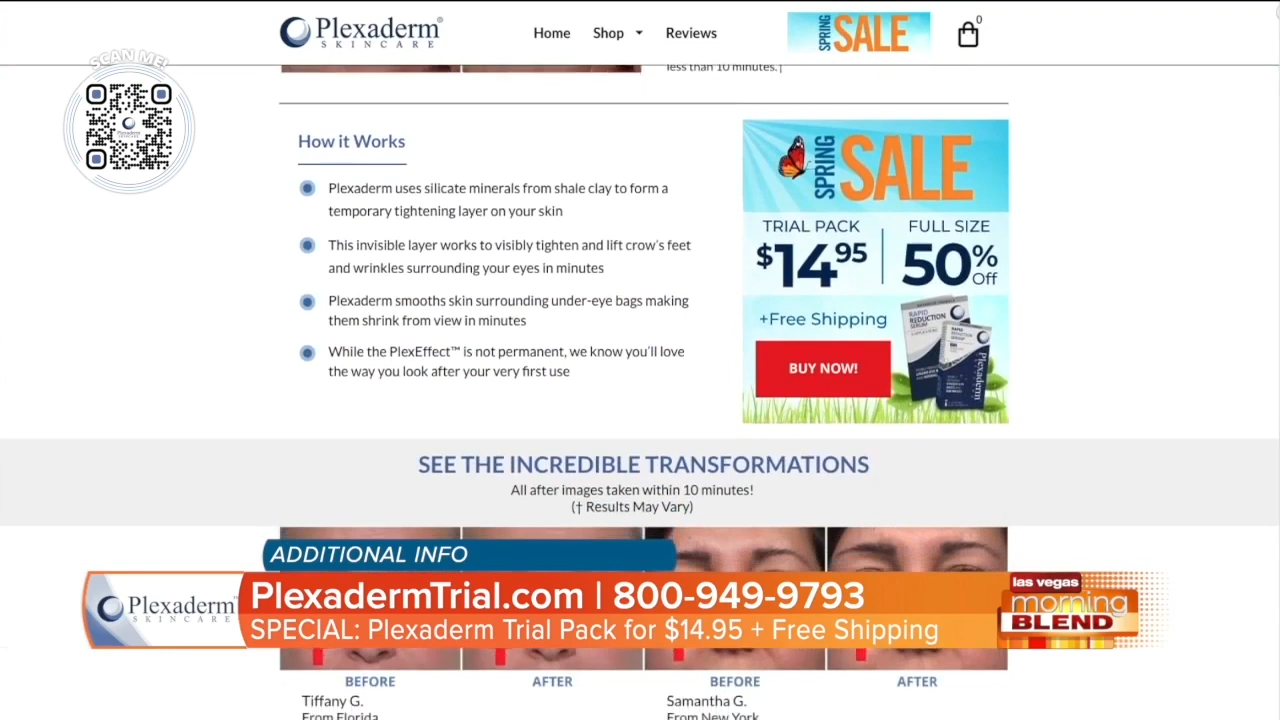 Plexaderm®
SKINCARE
Home
Shop
Reviews
SPRING
SALE
0
SCAN ME!
Plexaderm
less than 10 minutes.
How it Works
Plexaderm uses silicate minerals from shale clay to form a
temporary tightening layer on your skin
This invisible layer works to visibly tighten and lift crow's feet
and wrinkles surrounding your eyes in minutes
Plexaderm smooths skin surrounding under-eye bags making
them shrink from view in minutes
While the PlexEffect™ is not permanent, we know you'll love
the way you look after your very first use
SPRING
SALE
TRIAL PACK
$14.95
FULL SIZE
50% Off
+Free Shipping
BUY NOW!
RAPID
REDUCTION
SERUM
Plexaderm
SEE THE INCREDIBLE TRANSFORMATIONS
All after images taken within 10 minutes!
(† Results May Vary)
ADDITIONAL INFO
Plexaderm
SKINCARE
PlexadermTrial.com | 800-949-9793
SPECIAL: Plexaderm Trial Pack for $14.95 + Free Shipping
las vegas
morning
BLEND
BEFORE
AFTER
BEFORE
AFTER
Tiffany G.
From Florida
Samantha G.
From New York